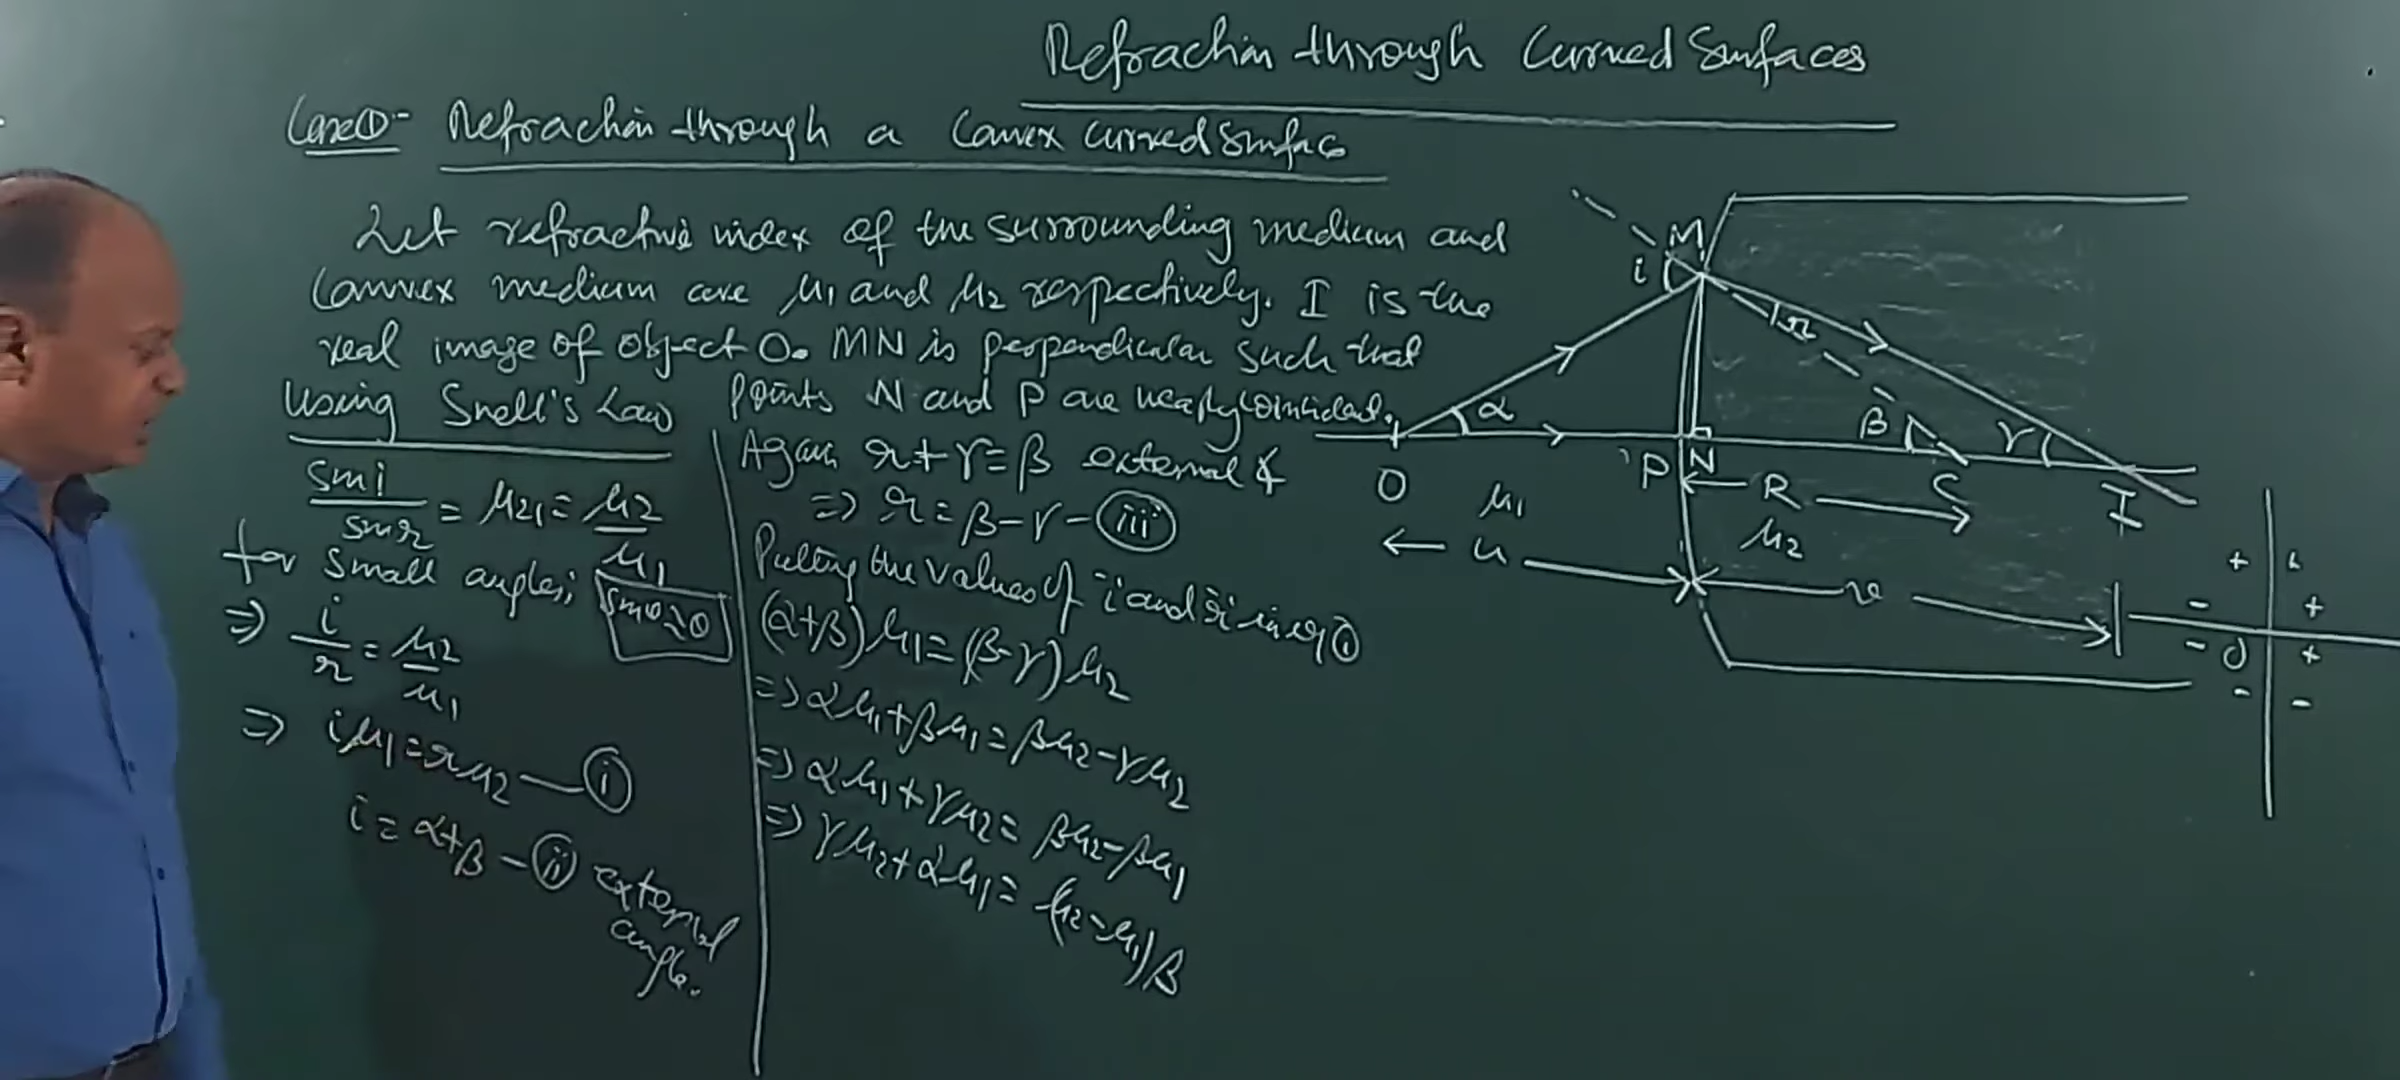 Refraction through Curved Surfaces
Case① - Refraction through a Convex curved Surface
Let refractive index of the surrounding medium and
Convex medium are μ1 and μ2 respectively. I is the
real image of object O. MN is perpendicular such that
points N and P are nearly coincident.
Using Snell's Law
sin i / sin r = μ21 = μ2/μ1
for small angles; sinθ≈θ
⇒ i/r = μ2/μ1
⇒ iμ1 = rμ2 — (i)
i = α+β – (ii) external
angle.
Again r+γ=β external ∡
⇒ r = β-γ – (iii)
Putting the values of 'i' and 'r' in eq (i)
(α+β)μ1 = (β-γ)μ2
⇒ αμ1+βμ1 = βμ2-γμ2
⇒ αμ1+γμ2 = βμ2-βμ1
⇒ γμ2+αμ1 = (μ2-μ1)β
M
i
r
α
β
γ
O
P
N
C
I
R
μ1
μ2
u
v
+
+
- +
- O +
- -